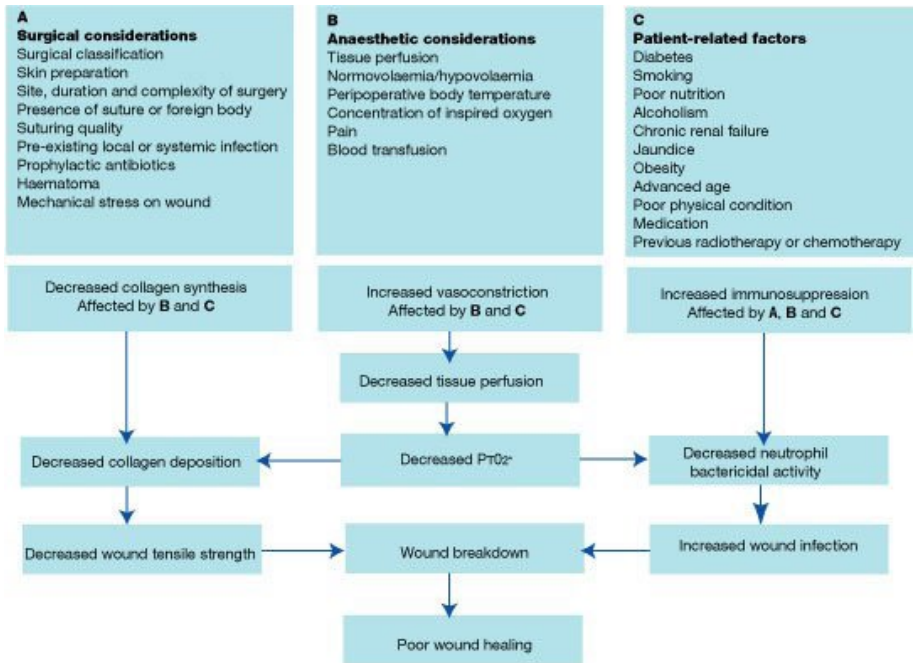 A
Surgical considerations
Surgical classification
Skin preparation
Site, duration and complexity of surgery
Presence of suture or foreign body
Suturing quality
Pre-existing local or systemic infection
Prophylactic antibiotics
Haematoma
Mechanical stress on wound
B
Anaesthetic considerations
Tissue perfusion
Normovolaemia/hypovolaemia
Peripoperative body temperature
Concentration of inspired oxygen
Pain
Blood transfusion
C
Patient-related factors
Diabetes
Smoking
Poor nutrition
Alcoholism
Chronic renal failure
Jaundice
Obesity
Advanced age
Poor physical condition
Medication
Previous radiotherapy or chemotherapy
Decreased collagen synthesis
Affected by B and C
Increased vasoconstriction
Affected by B and C
Increased immunosuppression
Affected by A, B and C
Decreased tissue perfusion
Decreased collagen deposition
Decreased PTO2*
Decreased neutrophil
bactericidal activity
Decreased wound tensile strength
Wound breakdown
Increased wound infection
Poor wound healing